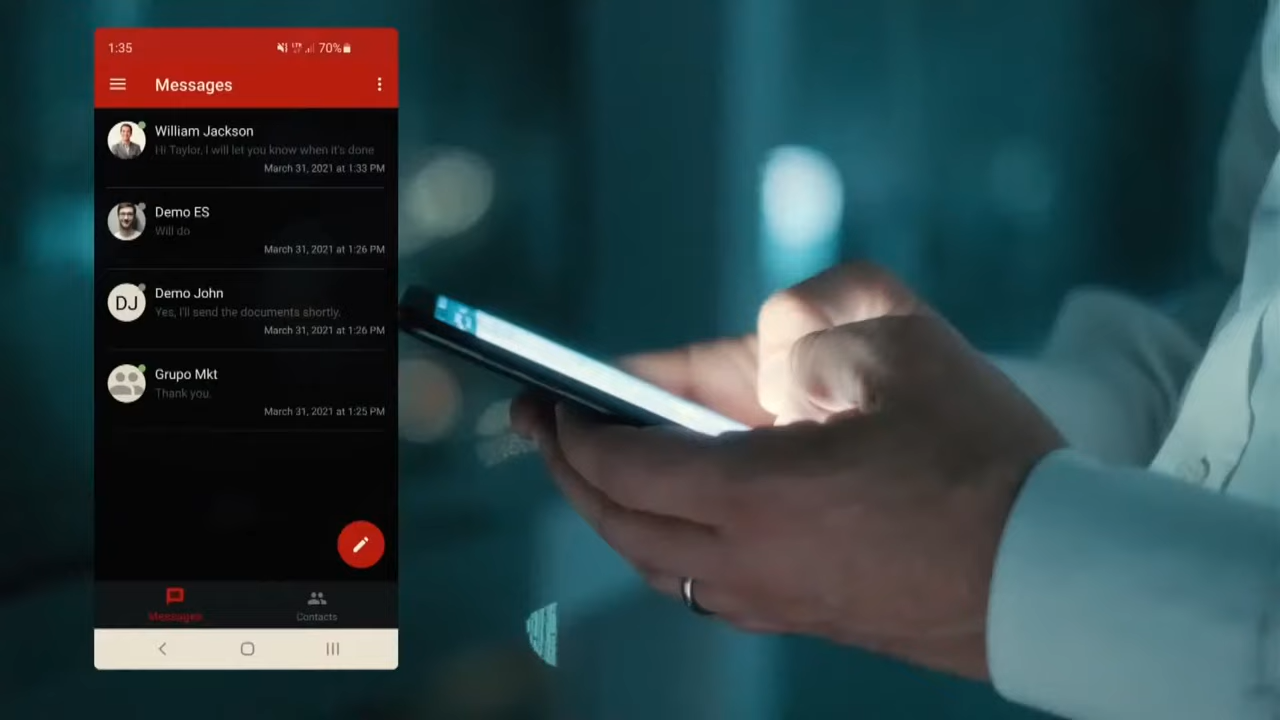 1:35
LTE
70%
Messages
William Jackson
Hi Taylor, I will let you know when it's done
March 31, 2021 at 1:33 PM
Demo ES
Will do
March 31, 2021 at 1:26 PM
DJ
Demo John
Yes, I'll send the documents shortly.
March 31, 2021 at 1:26 PM
Grupo Mkt
Thank you.
March 31, 2021 at 1:25 PM
Messages
Contacts